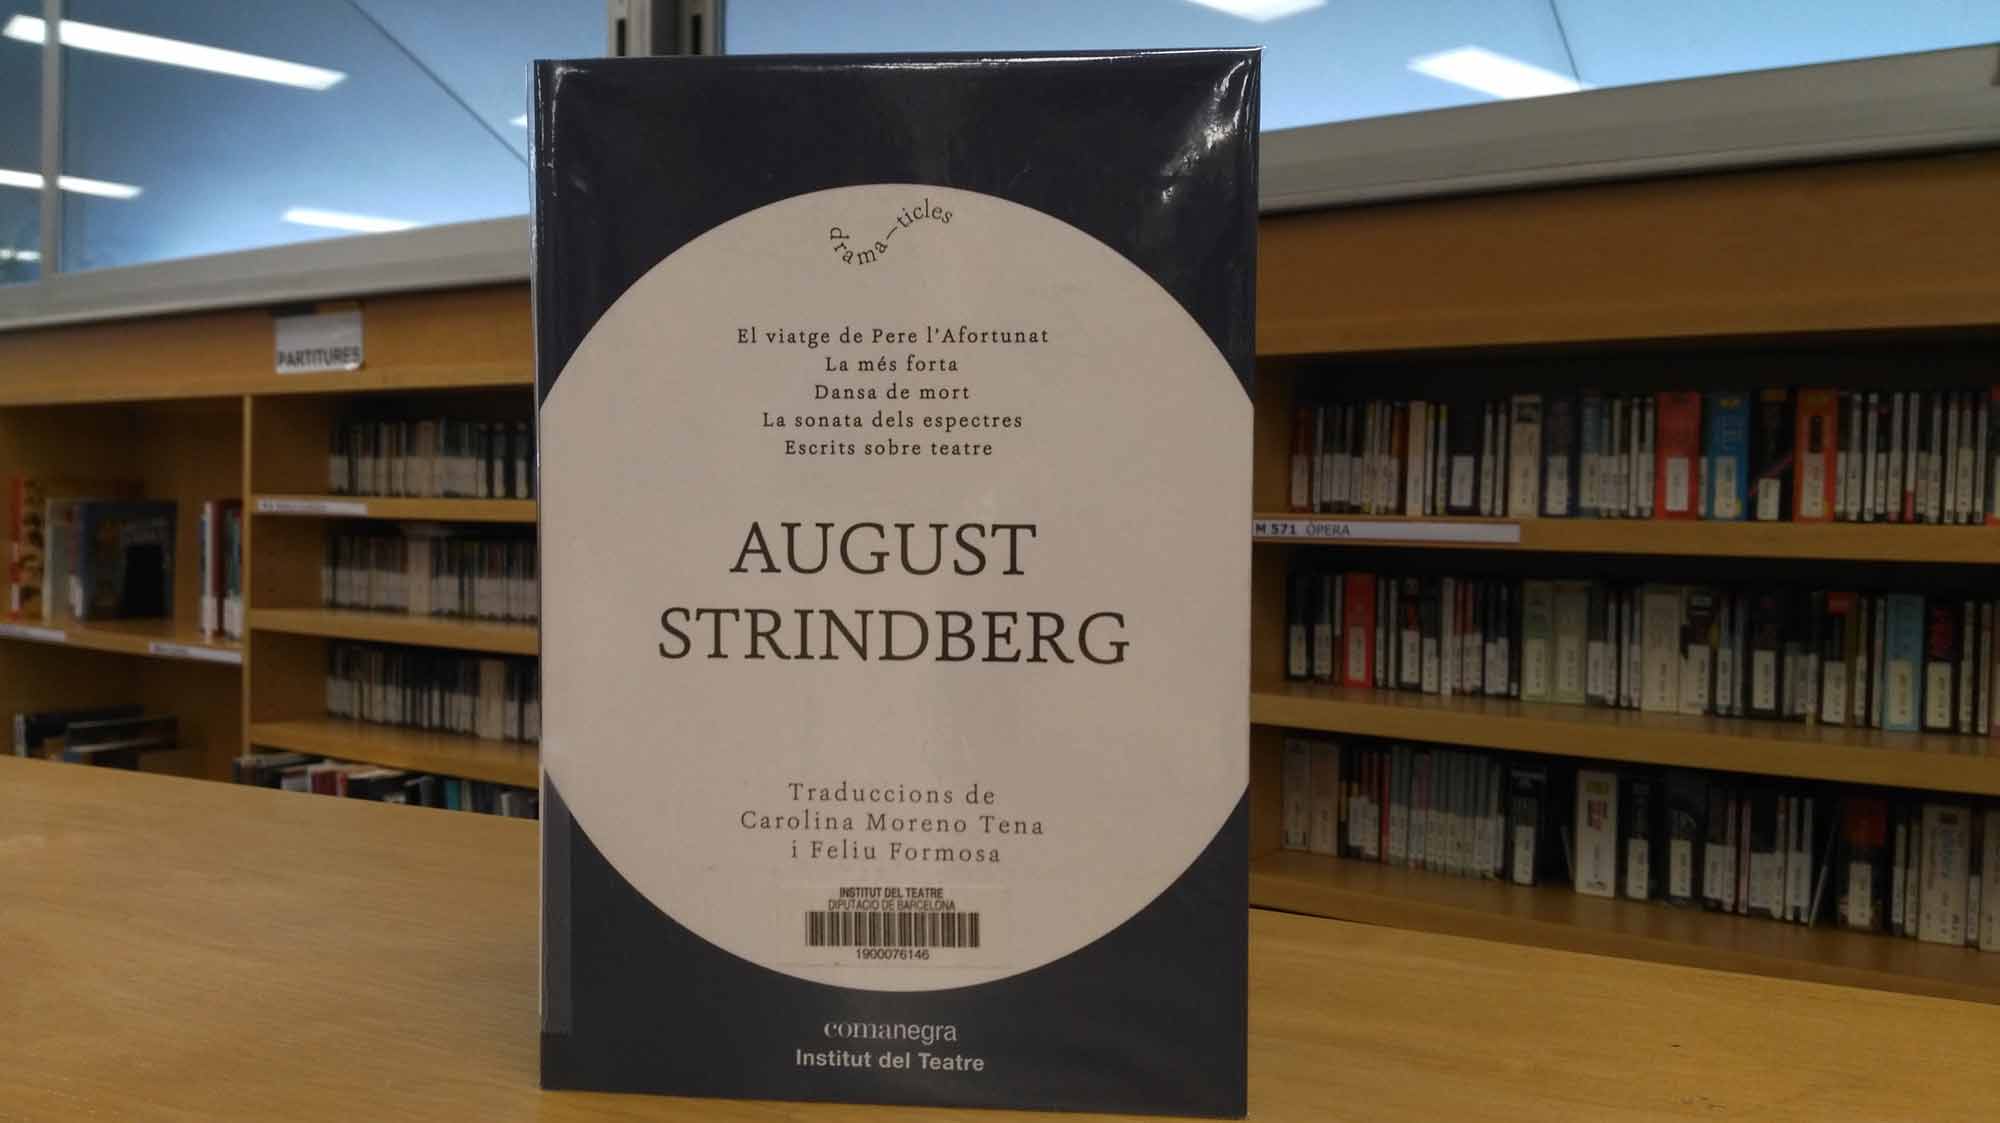 drama—ticles
El viatge de Pere l'Afortunat
La més forta
Dansa de mort
La sonata dels espectres
Escrits sobre teatre
AUGUST
STRINDBERG
Traduccions de
Carolina Moreno Tena
i Feliu Formosa
INSTITUT DEL TEATRE
DIPUTACIO DE BARCELONA
1900076146
comanegra
Institut del Teatre
PARTITURES
M 571 ÒPERA